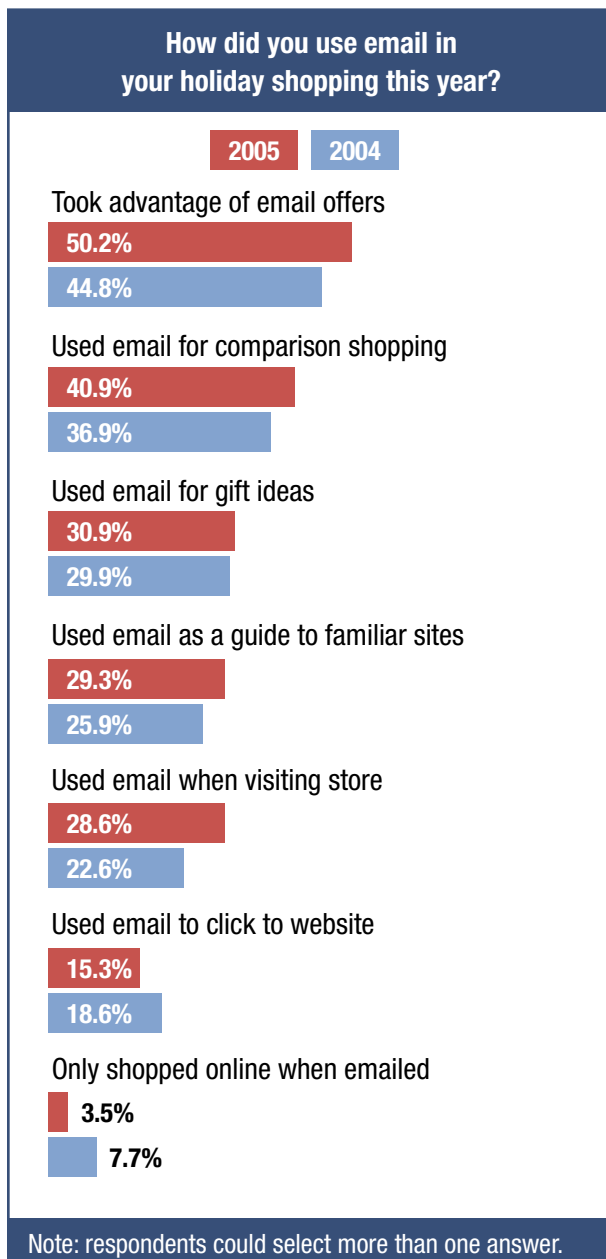 How did you use email in
your holiday shopping this year?
2005 2004
Took advantage of email offers
50.2%
44.8%
Used email for comparison shopping
40.9%
36.9%
Used email for gift ideas
30.9%
29.9%
Used email as a guide to familiar sites
29.3%
25.9%
Used email when visiting store
28.6%
22.6%
Used email to click to website
15.3%
18.6%
Only shopped online when emailed
3.5%
7.7%
Note: respondents could select more than one answer.